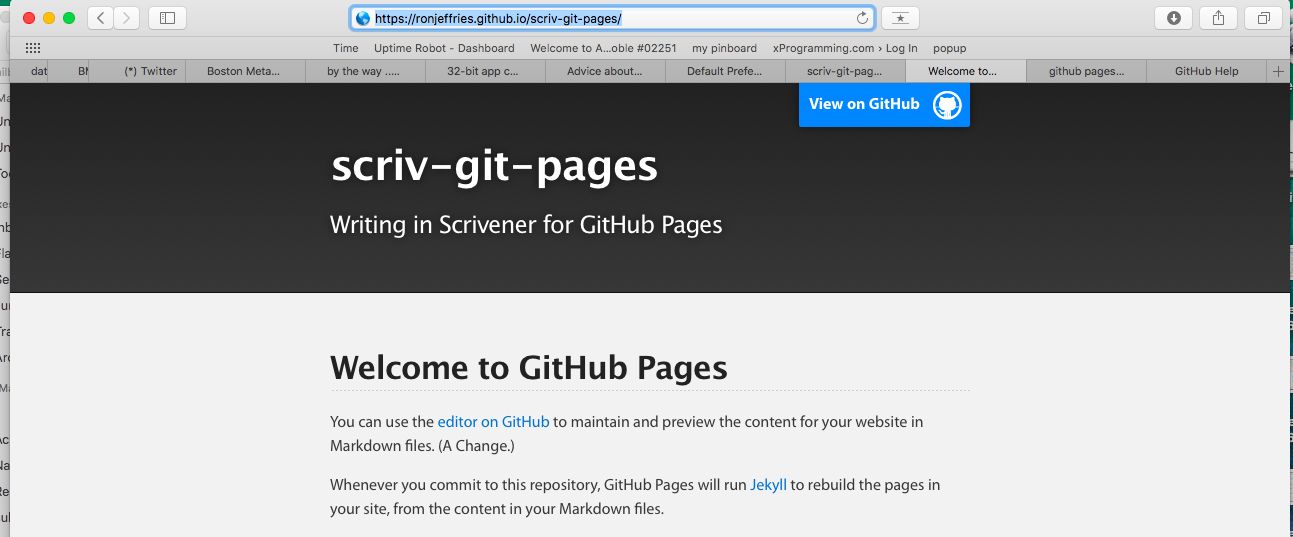 https://ronjeffries.github.io/scriv-git-pages/
Time Uptime Robot - Dashboard Welcome to A...oble #02251 my pinboard xProgramming.com › Log In popup
dat (*) Twitter Boston Meta... by the way ..... 32-bit app c... Advice about... Default Prefe... scriv-git-pag... Welcome to... github pages... GitHub Help
View on GitHub
scriv-git-pages
Writing in Scrivener for GitHub Pages
Welcome to GitHub Pages
You can use the editor on GitHub to maintain and preview the content for your website in
Markdown files. (A Change.)
Whenever you commit to this repository, GitHub Pages will run Jekyll to rebuild the pages in
your site, from the content in your Markdown files.